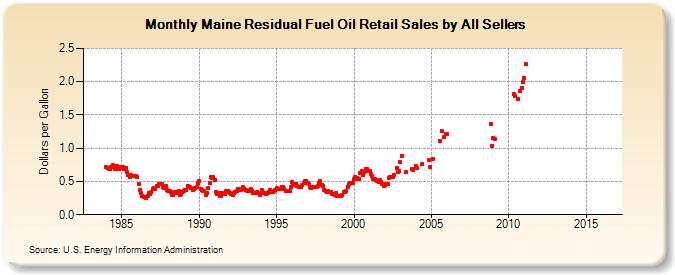 Monthly Maine Residual Fuel Oil Retail Sales by All Sellers
Dollars per Gallon
2.5
2.0
1.5
1.0
0.5
0.0
1985 1990 1995 2000 2005 2010 2015
Source: U.S. Energy Information Administration